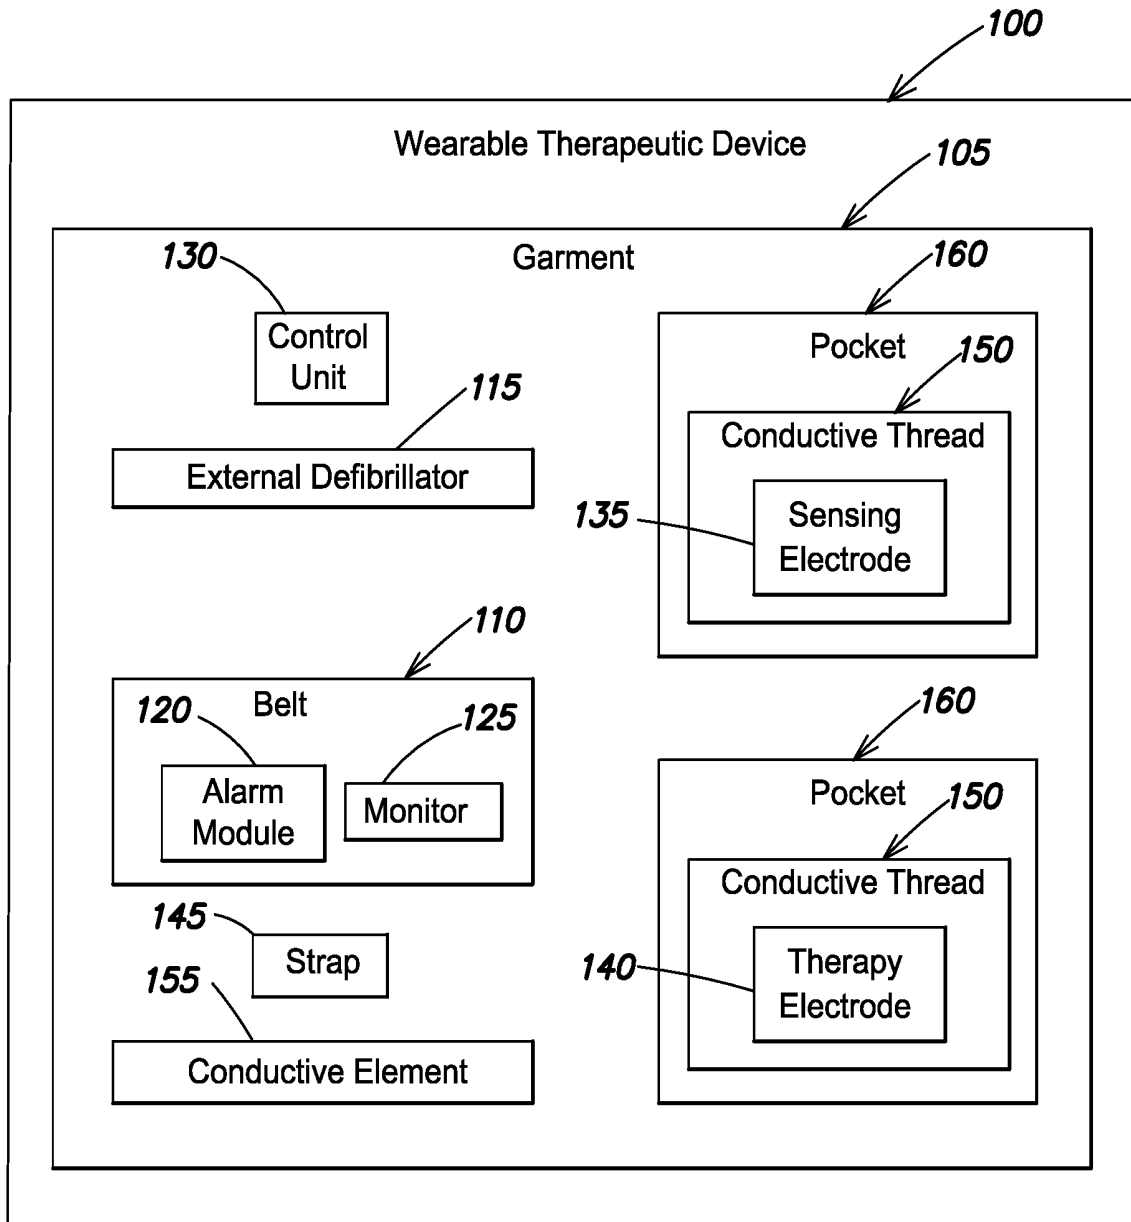 100
Wearable Therapeutic Device
105
Garment
130
Control
Unit
115
External Defibrillator
160
Pocket
150
Conductive Thread
135
Sensing
Electrode
110
Belt
120
125
Alarm
Module
Monitor
145
Strap
155
Conductive Element
160
Pocket
150
Conductive Thread
140
Therapy
Electrode